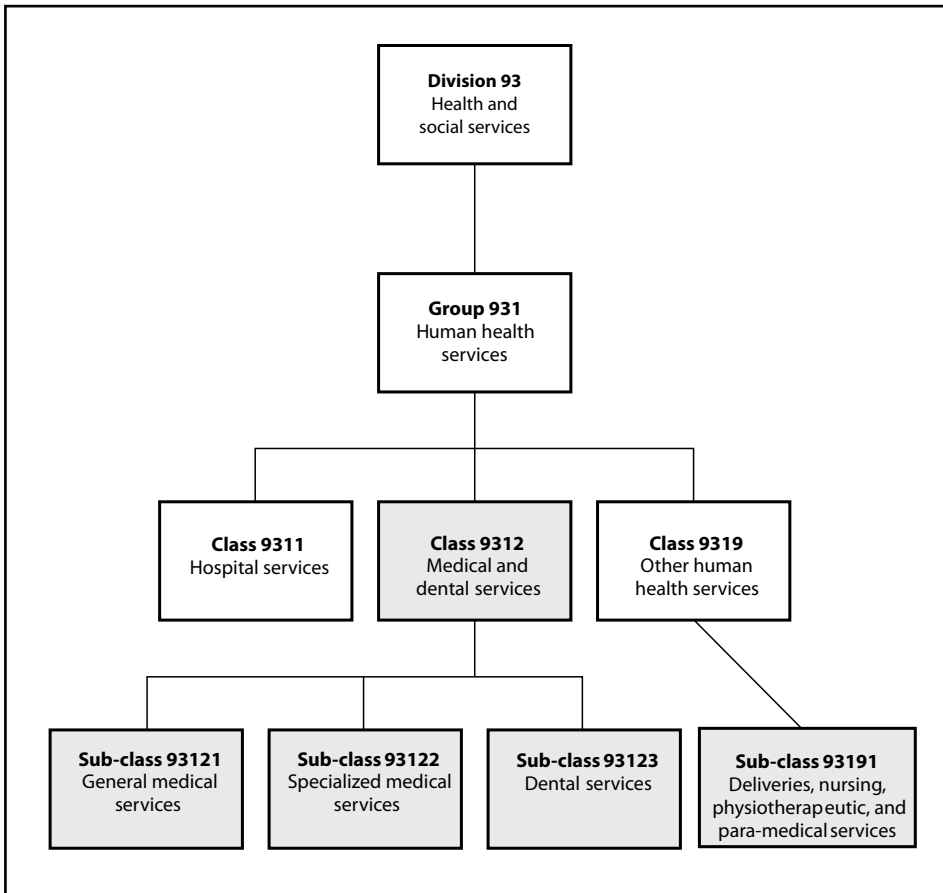 Division 93
Health and
social services
Group 931
Human health
services
Class 9311
Hospital services
Class 9312
Medical and
dental services
Class 9319
Other human
health services
Sub-class 93121
General medical
services
Sub-class 93122
Specialized medical
services
Sub-class 93123
Dental services
Sub-class 93191
Deliveries, nursing,
physiotherapeutic, and
para-medical services